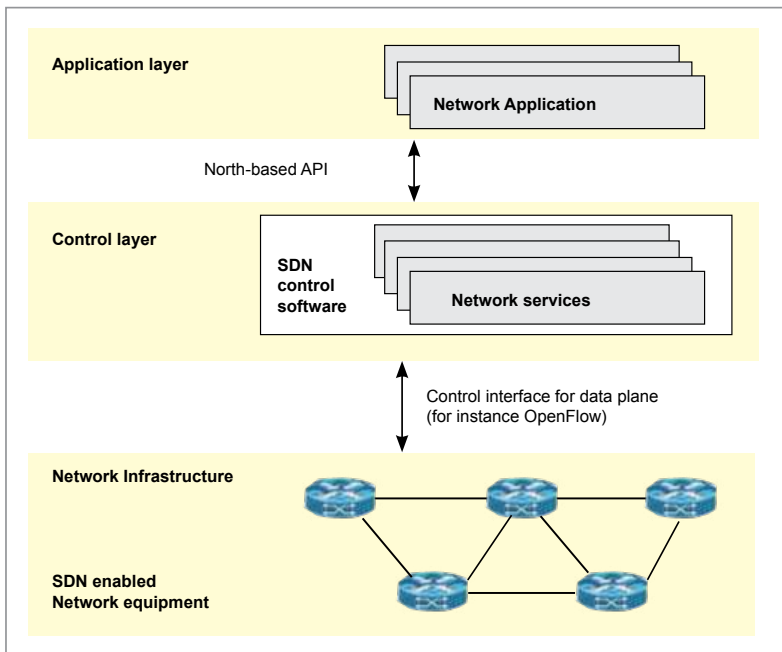 Application layer
Network Application
North-based API
Control layer
SDN
control
software
Network services
Control interface for data plane
(for instance OpenFlow)
Network Infrastructure
SDN enabled
Network equipment